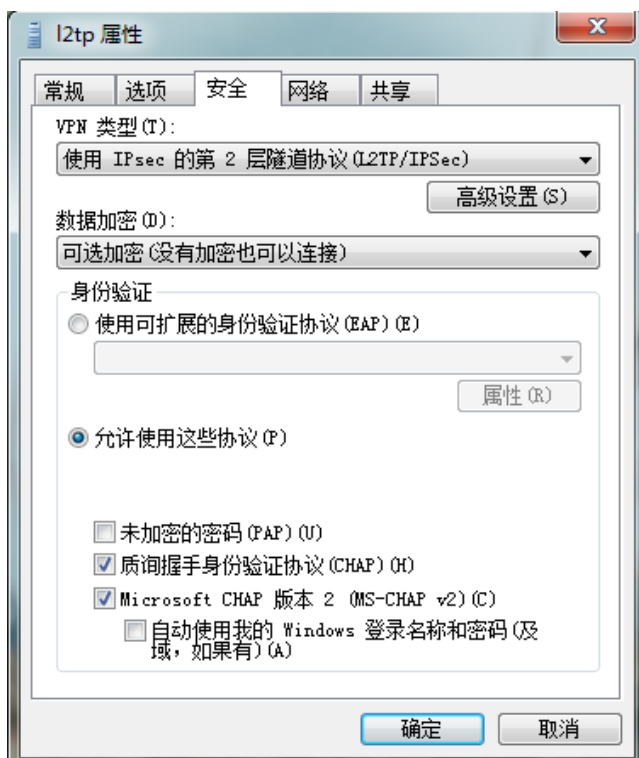 l2tp 属性
常规 选项 安全 网络 共享
VPN 类型(T):
使用 IPsec 的第 2 层隧道协议(L2TP/IPSec)
高级设置(S)
数据加密(D):
可选加密(没有加密也可以连接)
身份验证
使用可扩展的身份验证协议(EAP)(E)
属性(R)
允许使用这些协议(P)
未加密的密码(PAP)(U)
质询握手身份验证协议(CHAP)(H)
Microsoft CHAP 版本 2 (MS-CHAP v2)(C)
自动使用我的 Windows 登录名称和密码(及
域，如果有)(A)
确定 取消